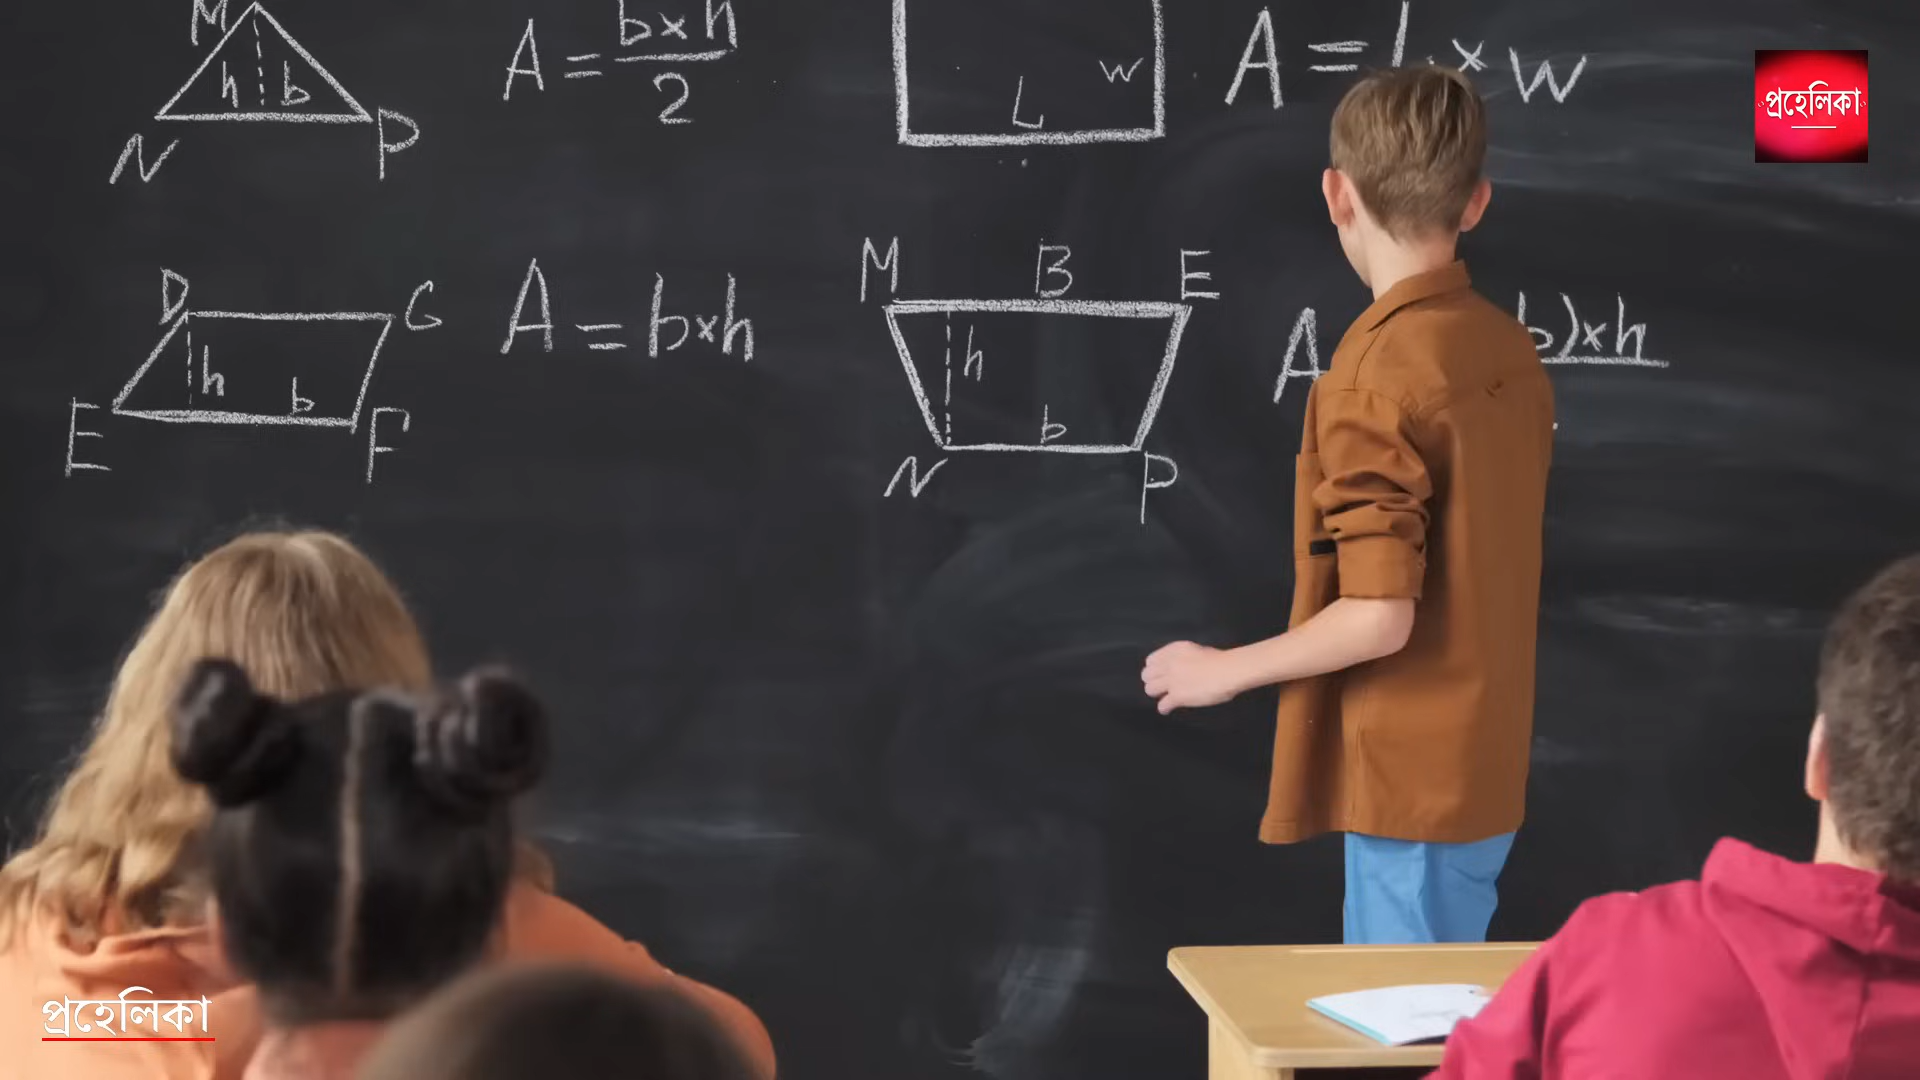 M
h b
N P
A = b×h/2
L
w
A = L × w
প্রহেলিকা
D G
h b
E F
A = b×h
M B E
h
b
N P
A
b)×h
প্রহেলিকা